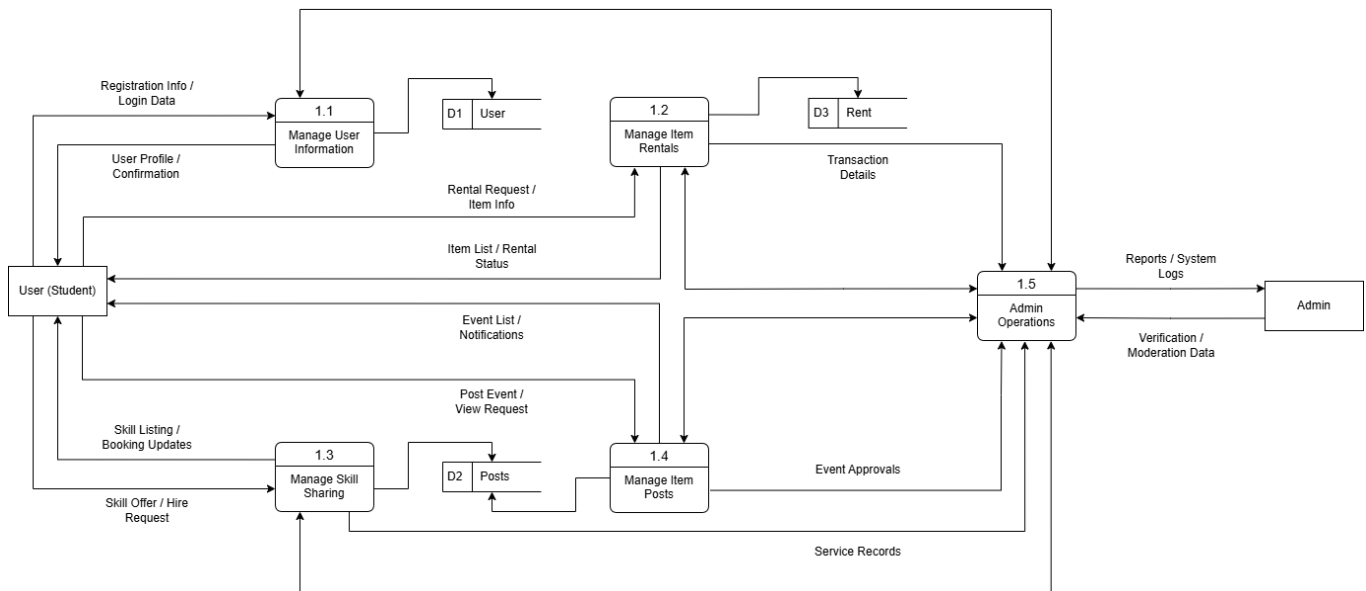 Registration Info /
Login Data
1.1
Manage User
Information
D1
User
1.2
Manage Item
Rentals
D3
Rent
User Profile /
Confirmation
Transaction
Details
Rental Request /
Item Info
Item List / Rental
Status
User (Student)
1.5
Admin
Operations
Reports / System
Logs
Admin
Event List /
Notifications
Verification /
Moderation Data
Post Event /
View Request
Skill Listing /
Booking Updates
1.3
Manage Skill
Sharing
D2
Posts
1.4
Manage Item
Posts
Event Approvals
Skill Offer / Hire
Request
Service Records